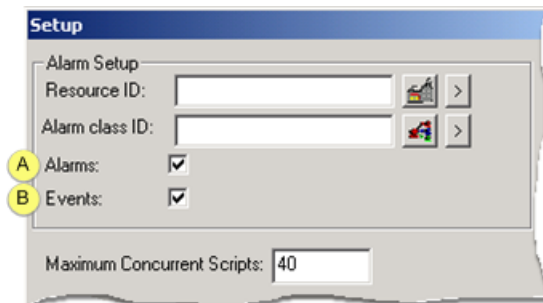 Setup
Alarm Setup
Resource ID: >
Alarm class ID: >
A Alarms:
B Events:
Maximum Concurrent Scripts: 40